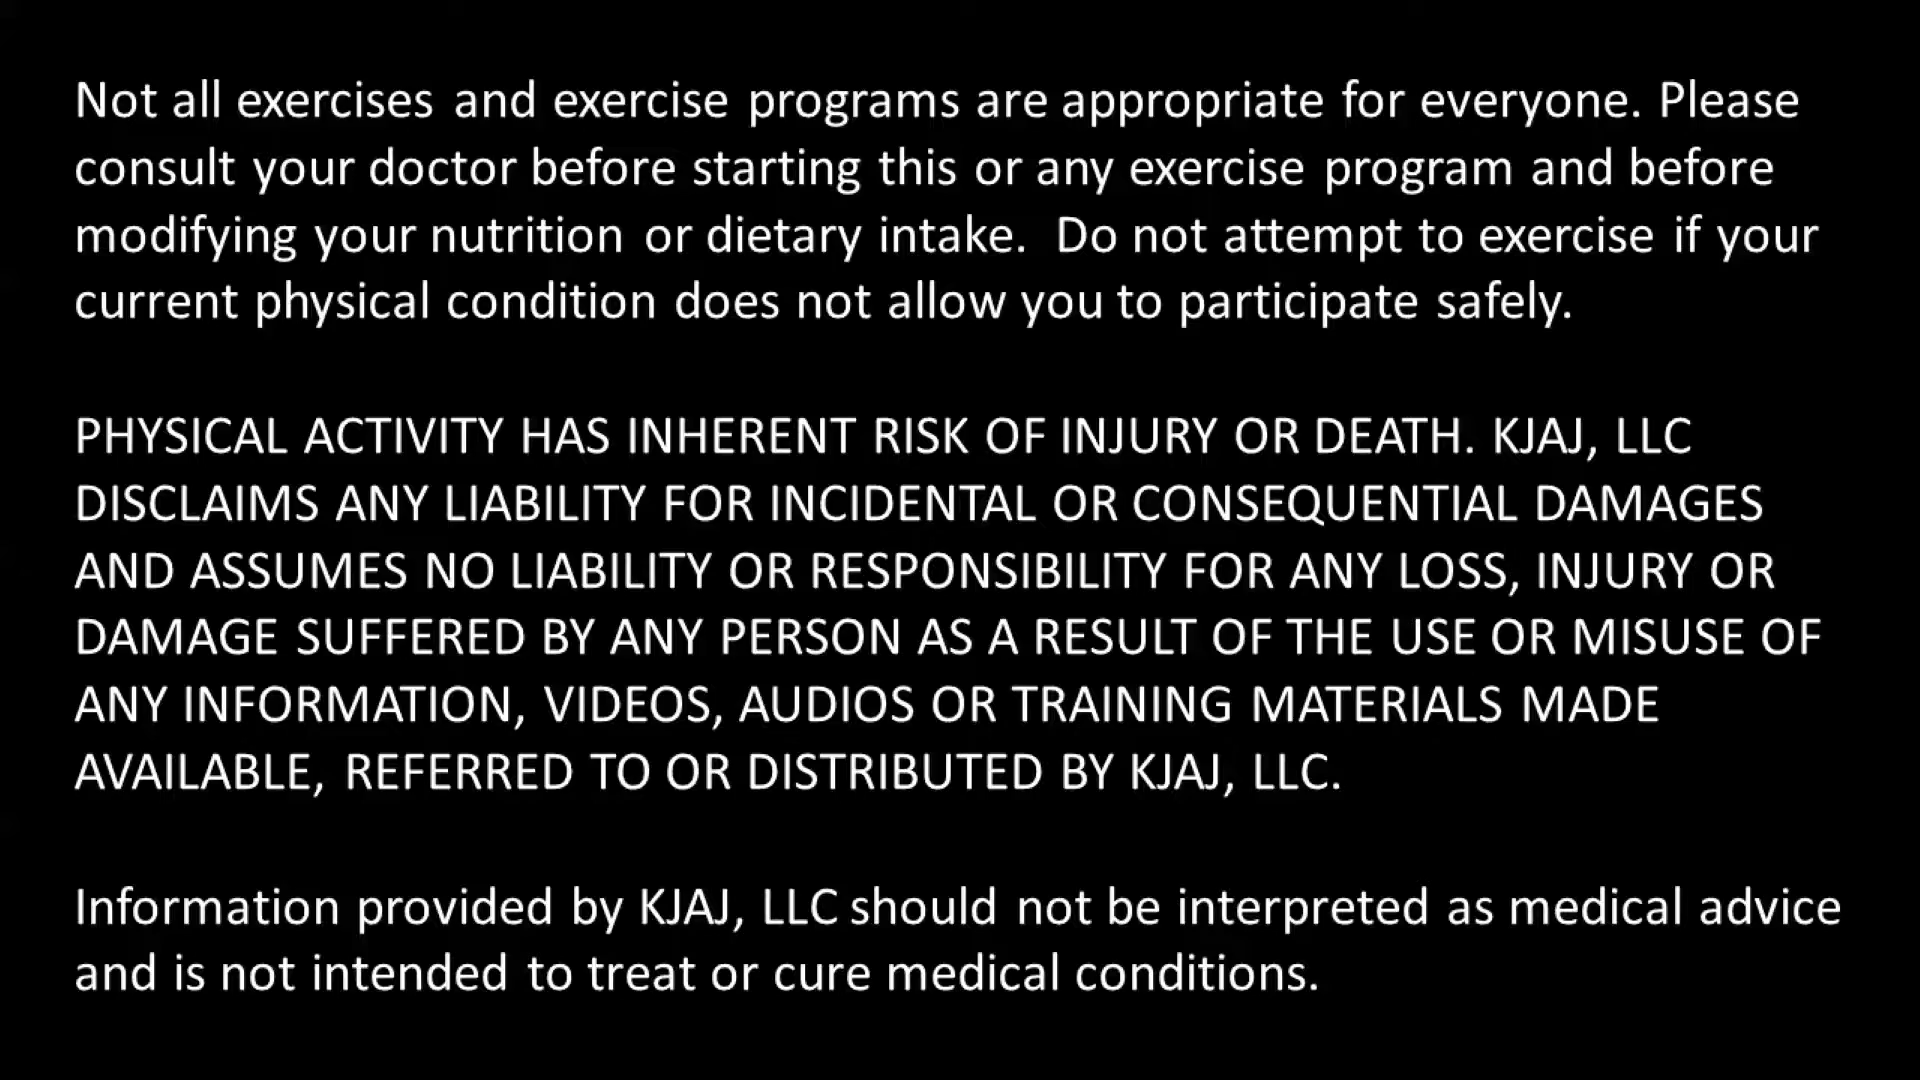 Not all exercises and exercise programs are appropriate for everyone. Please
consult your doctor before starting this or any exercise program and before
modifying your nutrition or dietary intake.  Do not attempt to exercise if your
current physical condition does not allow you to participate safely.
PHYSICAL ACTIVITY HAS INHERENT RISK OF INJURY OR DEATH. KJAJ, LLC
DISCLAIMS ANY LIABILITY FOR INCIDENTAL OR CONSEQUENTIAL DAMAGES
AND ASSUMES NO LIABILITY OR RESPONSIBILITY FOR ANY LOSS, INJURY OR
DAMAGE SUFFERED BY ANY PERSON AS A RESULT OF THE USE OR MISUSE OF
ANY INFORMATION, VIDEOS, AUDIOS OR TRAINING MATERIALS MADE
AVAILABLE, REFERRED TO OR DISTRIBUTED BY KJAJ, LLC.
Information provided by KJAJ, LLC should not be interpreted as medical advice
and is not intended to treat or cure medical conditions.